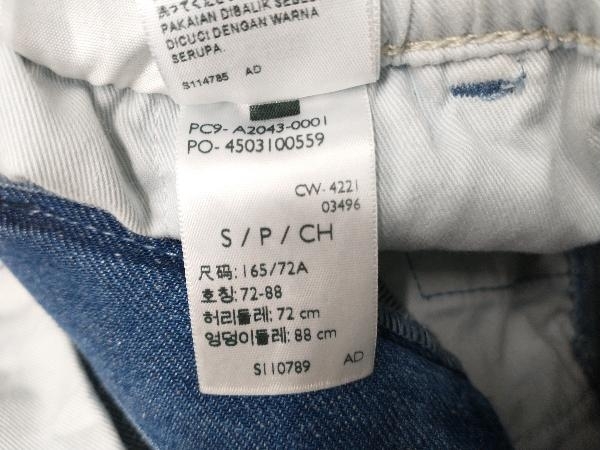 PAKAIAN DIBALIK SEBEL
DICUCI DENGAN WARNA
SERUPA.
S114785 AD
PC9- A2043-0001
PO- 4503100559
CW- 4221
03496
S / P / CH
尺码: 165/72A
호칭: 72-88
허리둘레: 72 cm
엉덩이둘레: 88 cm
S110789 AD